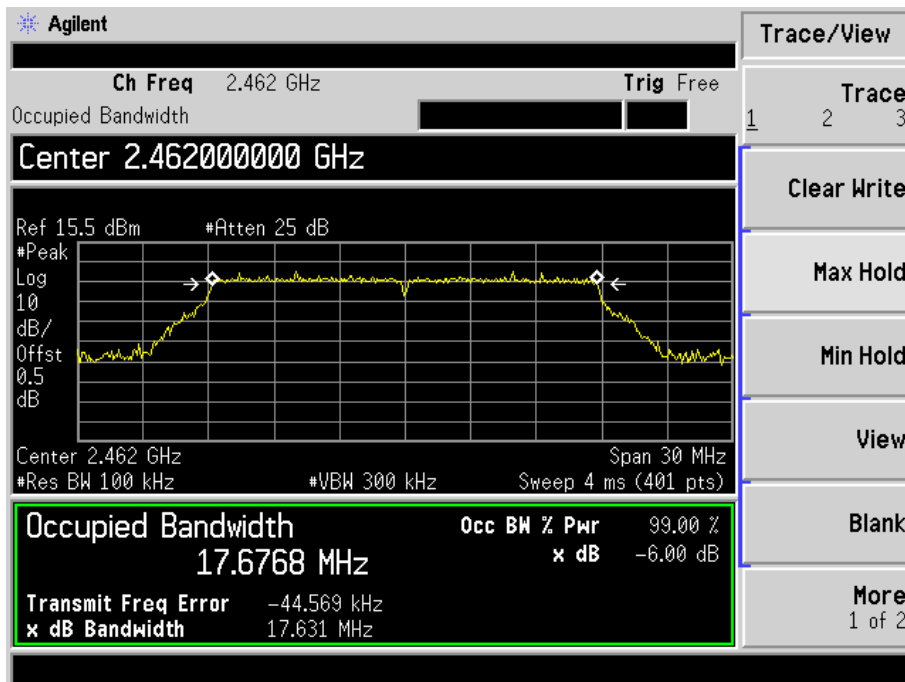 Agilent
Trace/View
Ch Freq 2.462 GHz Trig Free
Occupied Bandwidth
Center 2.462000000 GHz
Ref 15.5 dBm #Atten 25 dB
#Peak
Log
10
dB/
Offst
0.5
dB
Center 2.462 GHz Span 30 MHz
#Res BW 100 kHz #VBW 300 kHz Sweep 4 ms (401 pts)
Occupied Bandwidth
17.6768 MHz
Occ BW % Pwr 99.00 %
x dB -6.00 dB
Transmit Freq Error -44.569 kHz
x dB Bandwidth 17.631 MHz
Trace
1 2 3
Clear Write
Max Hold
Min Hold
View
Blank
More
1 of 2